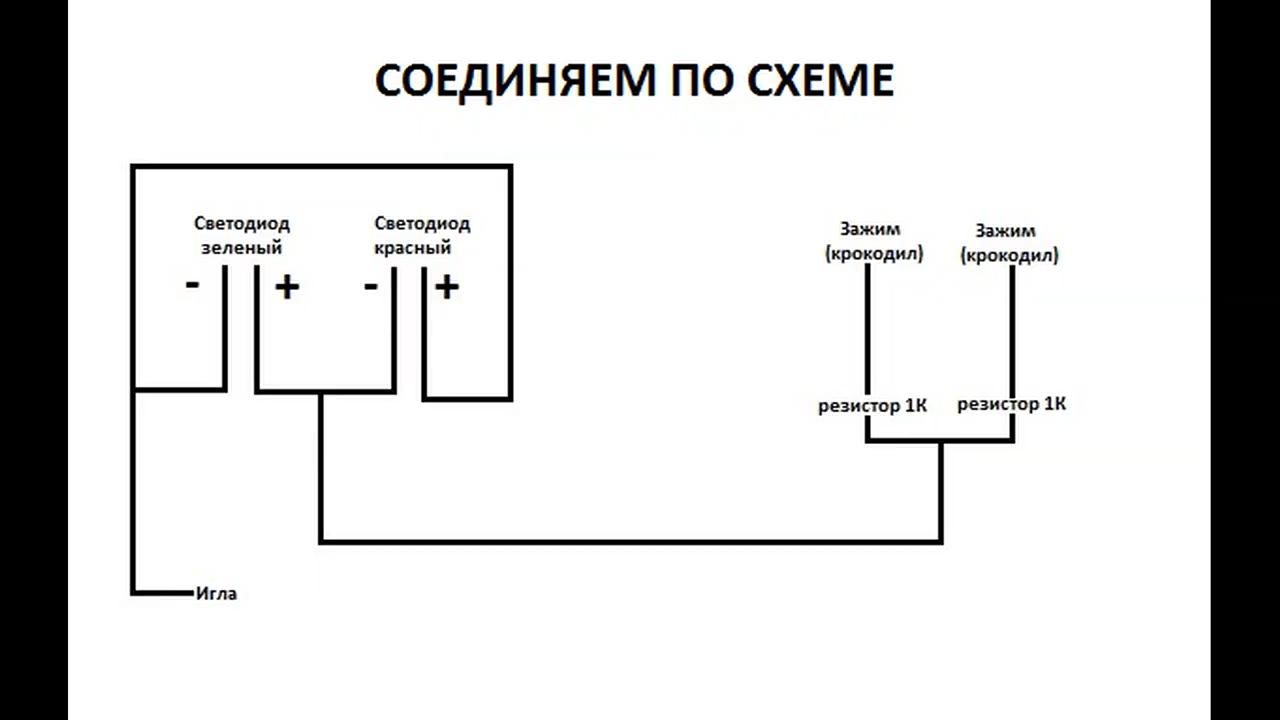 СОЕДИНЯЕМ ПО СХЕМЕ
Светодиод
зеленый
Светодиод
красный
- +
- +
Зажим
(крокодил)
Зажим
(крокодил)
резистор 1К
резистор 1К
Игла